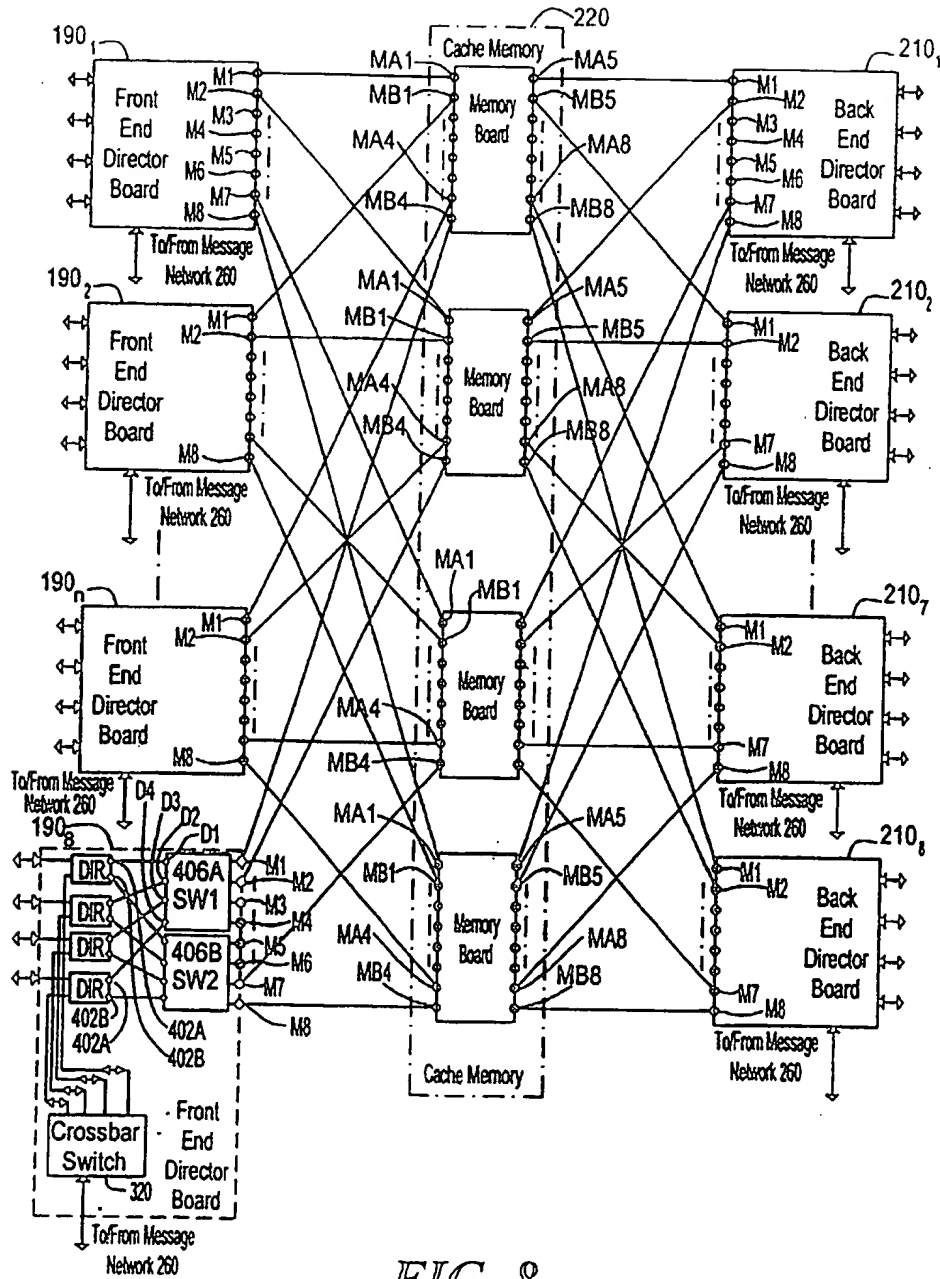 220
190₁
Cache Memory
210₁
MA1
MA5
M1
M2
M3
M4
M5
M6
M7
M8
Front
End
Director
Board
MB1
Memory
Board
MB5
MA4
MA8
MB4
MB8
M1
M2
M3
M4
M5
M6
M7
M8
Back
End
Director
Board
To/From Message
Network 260
To/From Message
Network 260
190₂
210₂
MA1
MA5
M1
M2
M8
Front
End
Director
Board
MB1
Memory
Board
MB5
MA4
MA8
MB4
MB8
M1
M2
M7
M8
Back
End
Director
Board
To/From Message
Network 260
To/From Message
Network 260
190n
210₇
MA1
MB1
M1
M2
M8
Front
End
Director
Board
Memory
Board
MA4
MB4
M1
M2
M7
M8
Back
End
Director
Board
To/From Message
Network 260
To/From Message
Network 260
190₈
D4
D3
D2
D1
210₈
MA1
MA5
DIR
DIR
DIR
DIR
406A
SW1
406B
SW2
M1
M2
M3
M4
M5
M6
M7
M8
MB1
Memory
Board
MB5
MA4
MA8
MB4
MB8
M1
M2
M7
M8
Back
End
Director
Board
402B
402A
402A
402B
To/From Message
Network 260
Cache Memory
Crossbar
Switch
320
Front
End
Director
Board
To/From Message
Network 260
FIG. 8